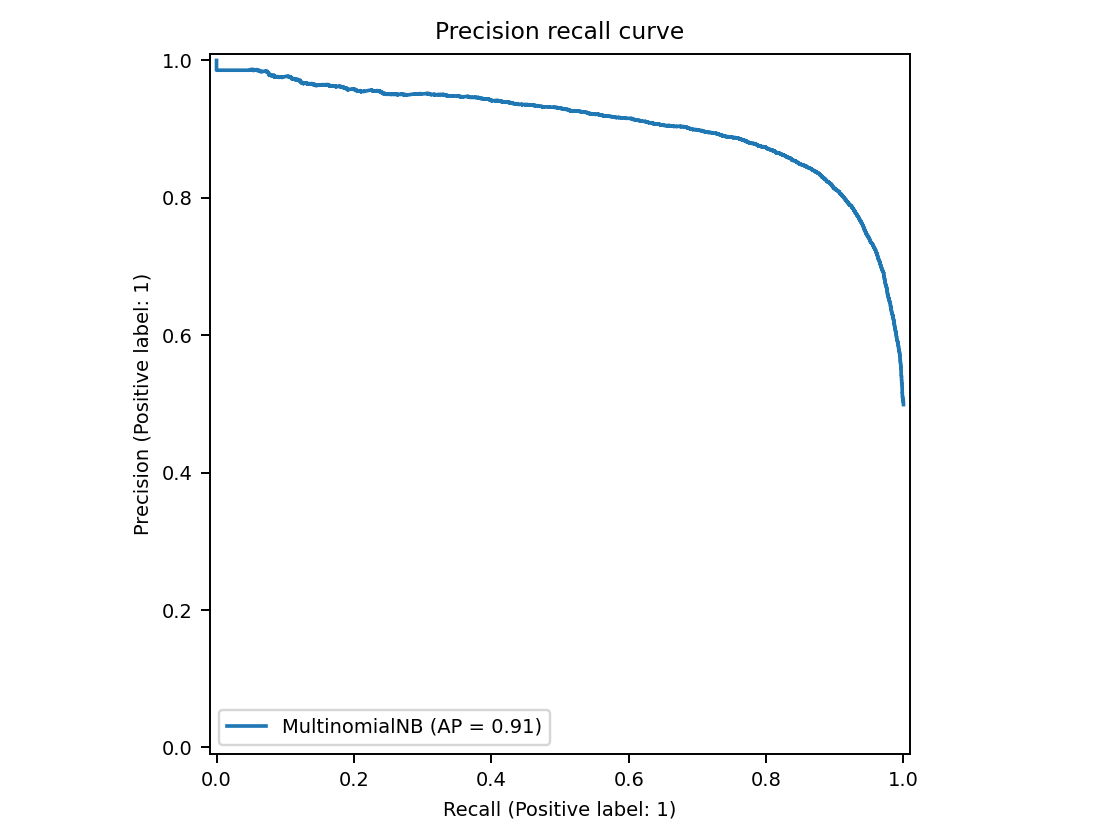 Precision recall curve
1.0
0.8
0.6
0.4
0.2
0.0
Precision (Positive label: 1)
MultinomialNB (AP = 0.91)
0.0 0.2 0.4 0.6 0.8 1.0
Recall (Positive label: 1)